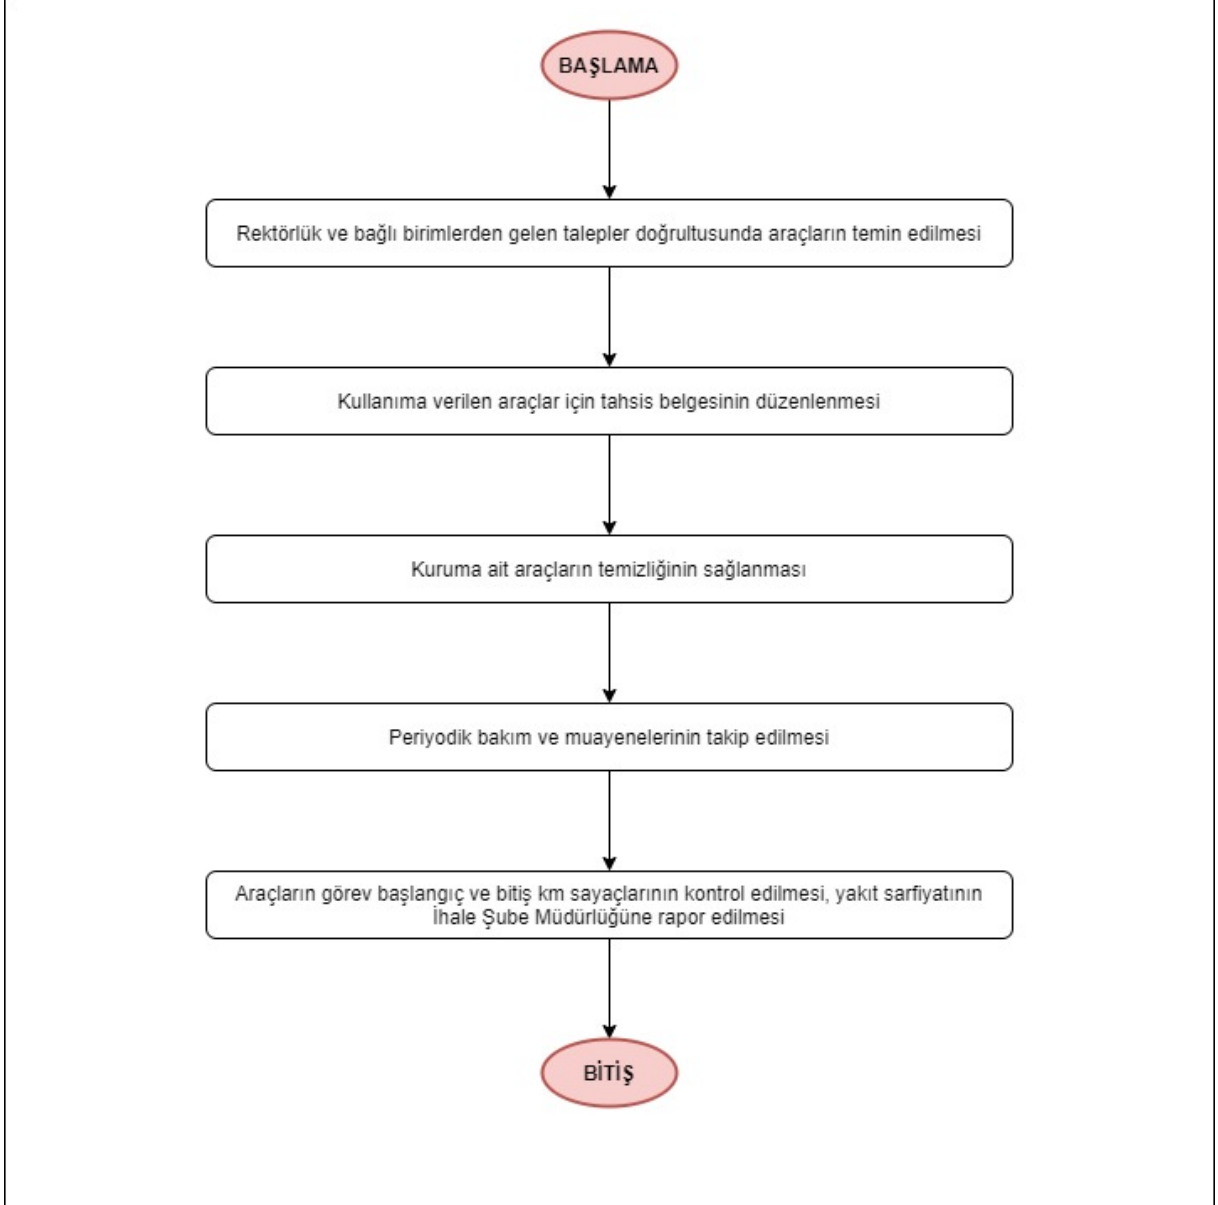 BAŞLAMA
Rektörlük ve bağlı birimlerden gelen talepler doğrultusunda araçların temin edilmesi
Kullanıma verilen araçlar için tahsis belgesinin düzenlenmesi
Kuruma ait araçların temizliğinin sağlanması
Periyodik bakım ve muayenelerinin takip edilmesi
Araçların görev başlangıç ve bitiş km sayaçlarının kontrol edilmesi, yakıt sarfiyatının
İhale Şube Müdürlüğüne rapor edilmesi
BİTİŞ